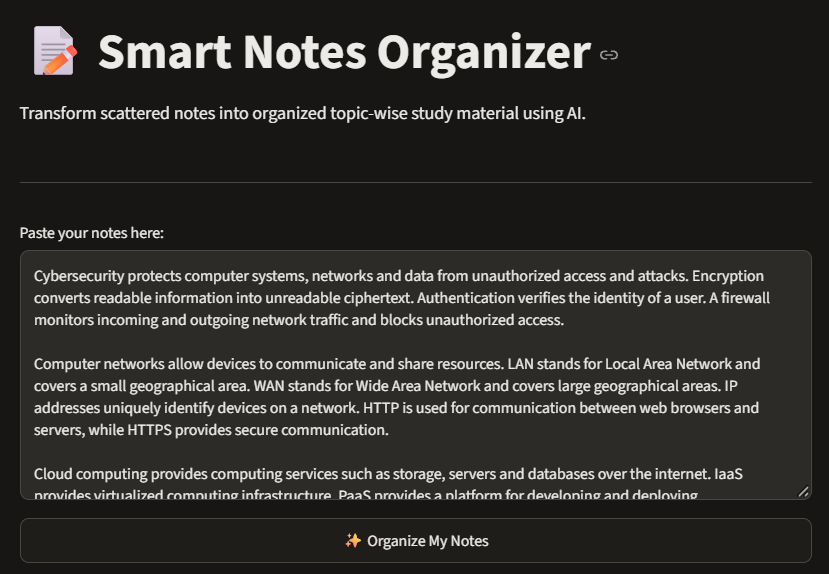 Smart Notes Organizer
Transform scattered notes into organized topic-wise study material using AI.
Paste your notes here:
Cybersecurity protects computer systems, networks and data from unauthorized access and attacks. Encryption
converts readable information into unreadable ciphertext. Authentication verifies the identity of a user. A firewall
monitors incoming and outgoing network traffic and blocks unauthorized access.
Computer networks allow devices to communicate and share resources. LAN stands for Local Area Network and
covers a small geographical area. WAN stands for Wide Area Network and covers large geographical areas. IP
addresses uniquely identify devices on a network. HTTP is used for communication between web browsers and
servers, while HTTPS provides secure communication.
Cloud computing provides computing services such as storage, servers and databases over the internet. IaaS
provides virtualized computing infrastructure. PaaS provides a platform for developing and deploying
✨ Organize My Notes